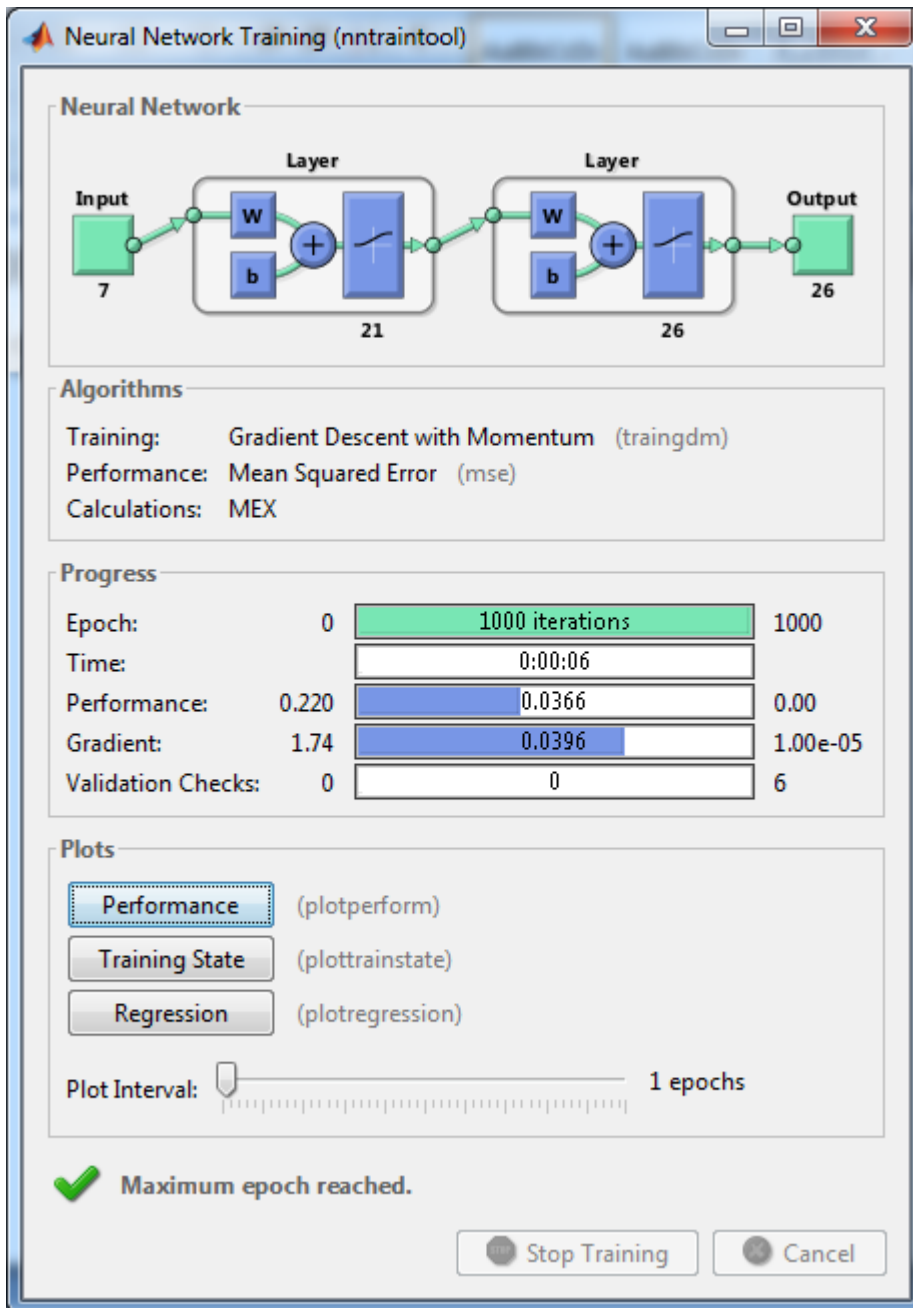 Neural Network Training (nntraintool)
Neural Network
Layer Layer
Input Output
W W
b b
7 26
21 26
Algorithms
Training: Gradient Descent with Momentum (traingdm)
Performance: Mean Squared Error (mse)
Calculations: MEX
Progress
Epoch: 0 1000 iterations 1000
Time: 0:00:06
Performance: 0.220 0.0366 0.00
Gradient: 1.74 0.0396 1.00e-05
Validation Checks: 0 0 6
Plots
Performance (plotperform)
Training State (plottrainstate)
Regression (plotregression)
Plot Interval: 1 epochs
Maximum epoch reached.
STOP Stop Training Cancel